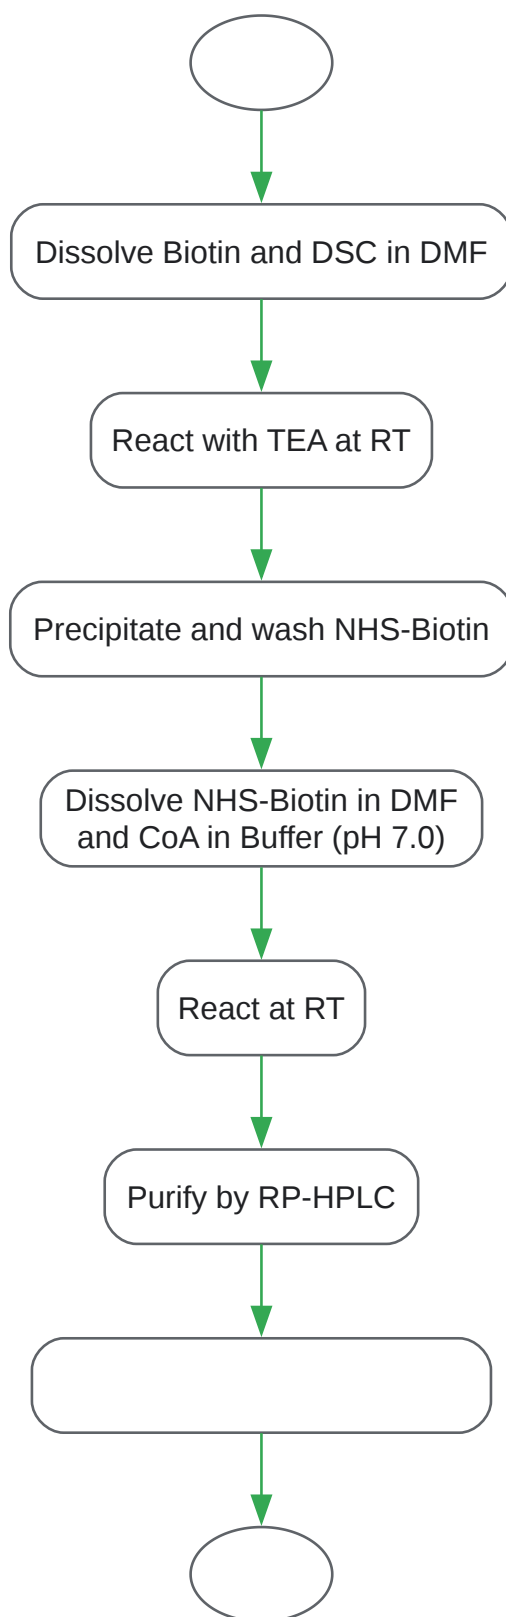 Dissolve Biotin and DSC in DMF
React with TEA at RT
Precipitate and wash NHS-Biotin
Dissolve NHS-Biotin in DMF
and CoA in Buffer (pH 7.0)
React at RT
Purify by RP-HPLC